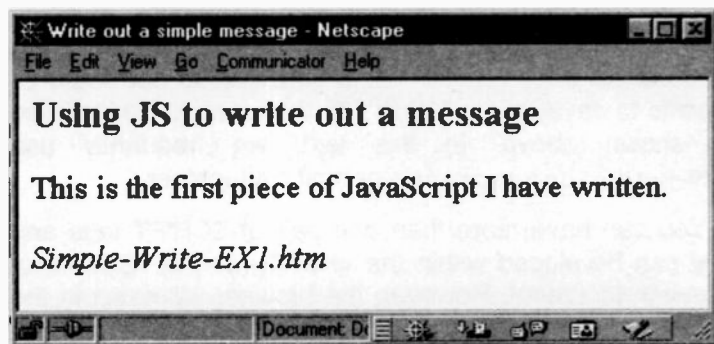 Write out a simple message - Netscape
File Edit View Go Communicator Help
Using JS to write out a message
This is the first piece of JavaScript I have written.
Simple-Write-EX1.htm
Document: Do